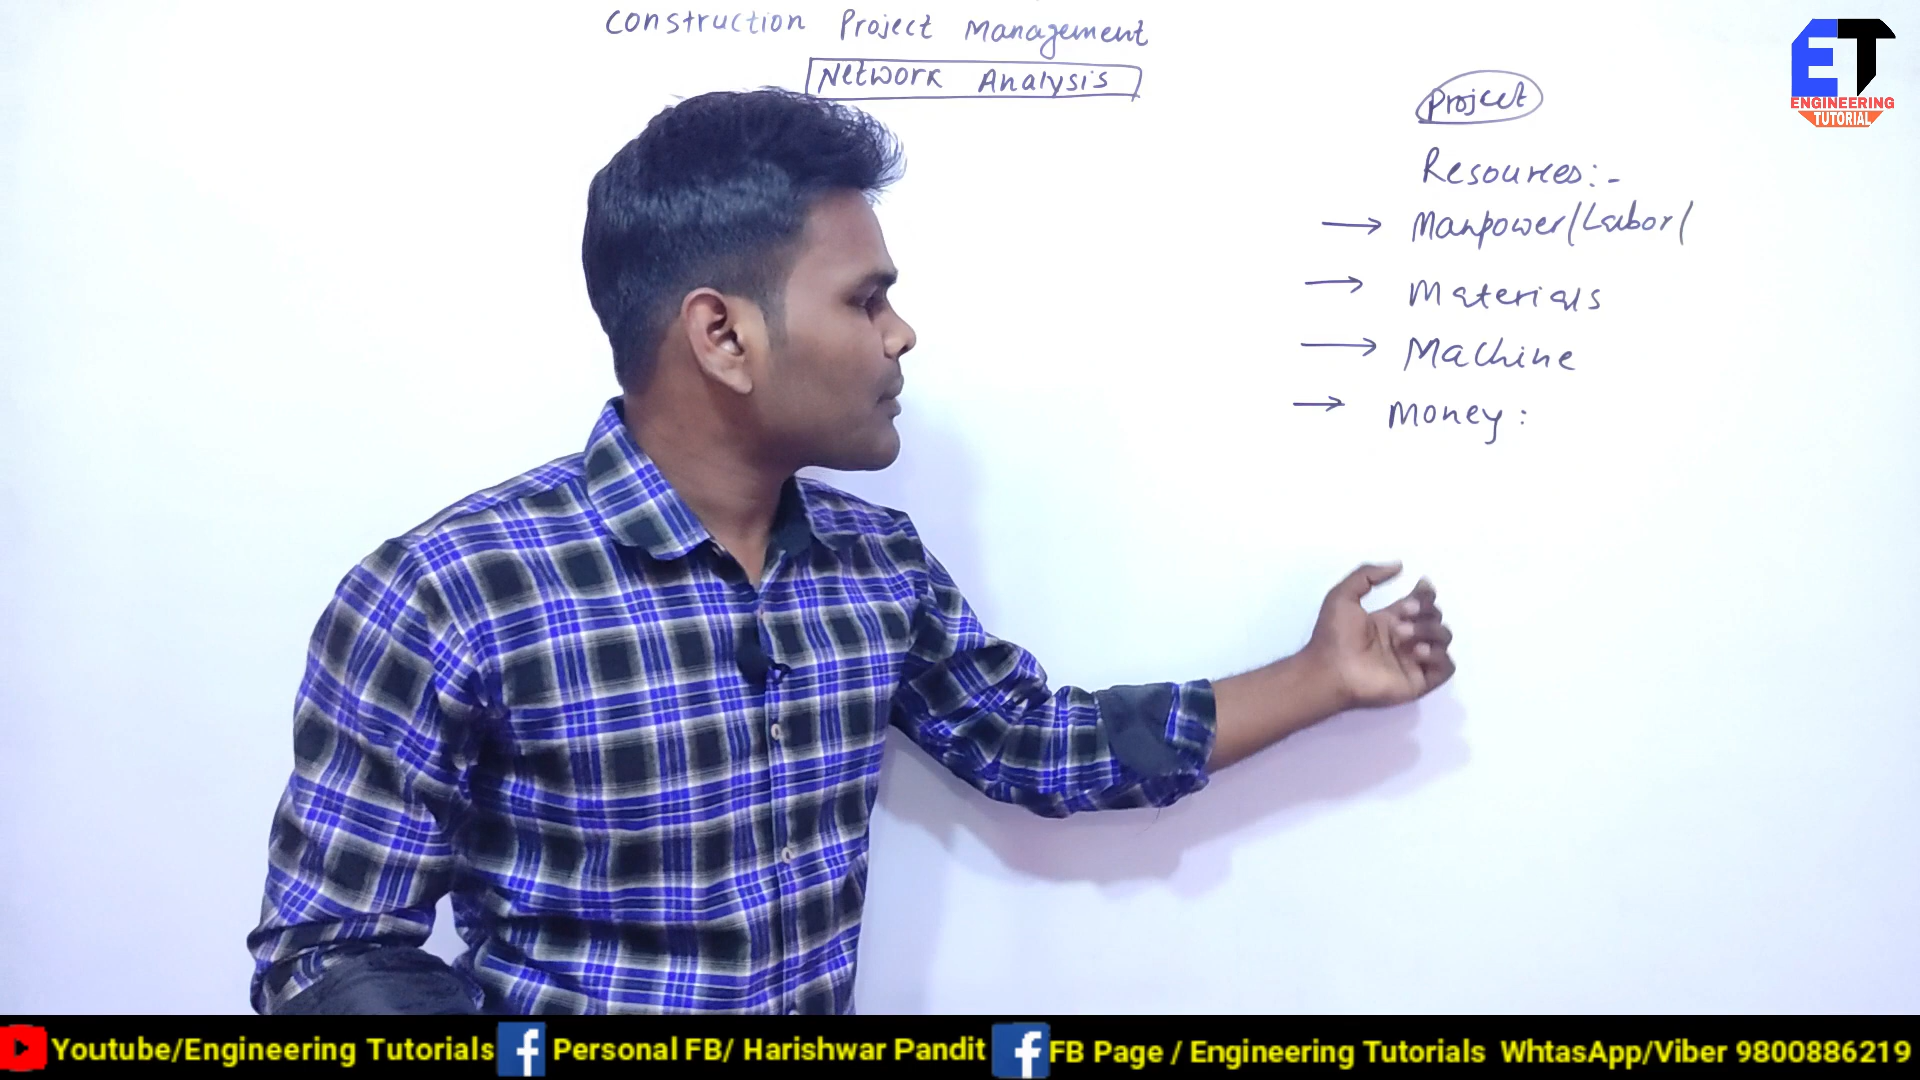 Construction Project Management
Network Analysis
Project
Resources:-
→ Manpower/Labor/
→ Materials
→ Machine
→ Money:
ET
ENGINEERING
TUTORIAL
Youtube/Engineering Tutorials Personal FB/ Harishwar Pandit FB Page / Engineering Tutorials WhtasApp/Viber 9800886219